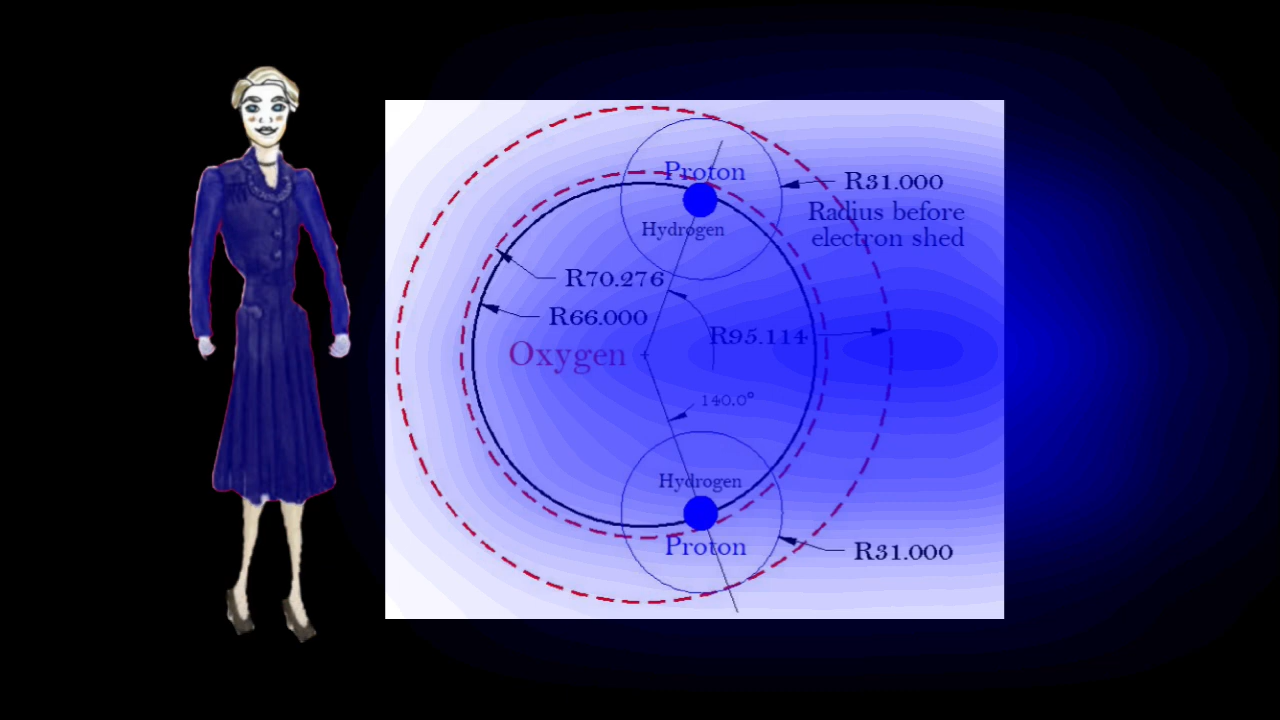 Proton
R31.000
Radius before
electron shed
Hydrogen
R70.276
R66.000
R95.114
Oxygen
140.0°
Hydrogen
Proton
R31.000